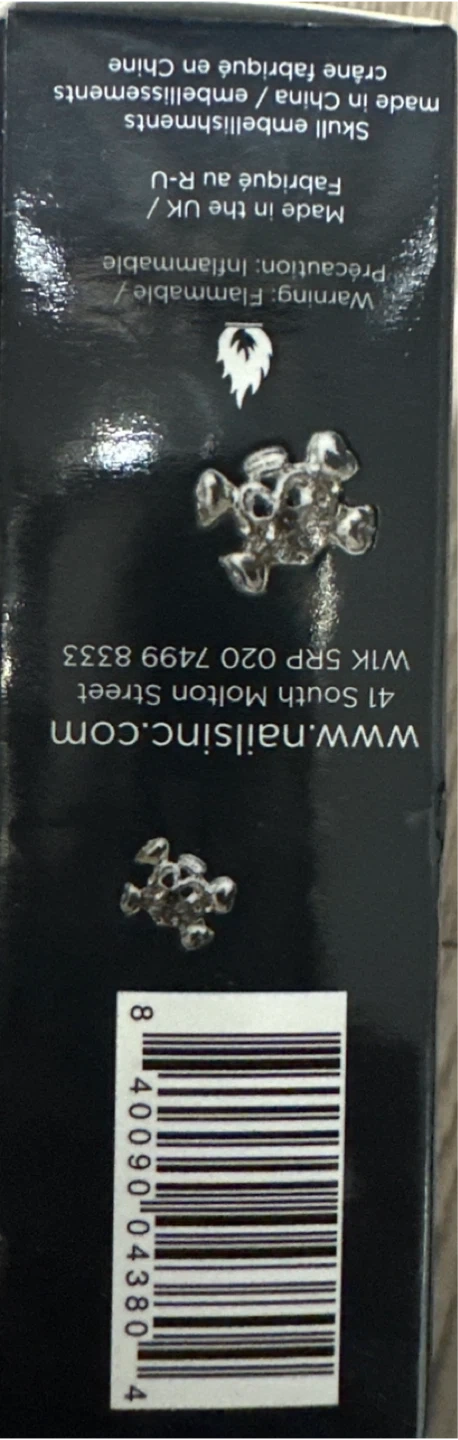 8 40090 04380 4
www.nailsinc.com
41 South Molton Street
W1K 5RP 020 7499 8333
Warning: Flammable /
Précaution: Inflammable
Made in the UK /
Fabriqué au R-U
Skull embellishments
made in China / embellissements
crâne fabriqué en Chine